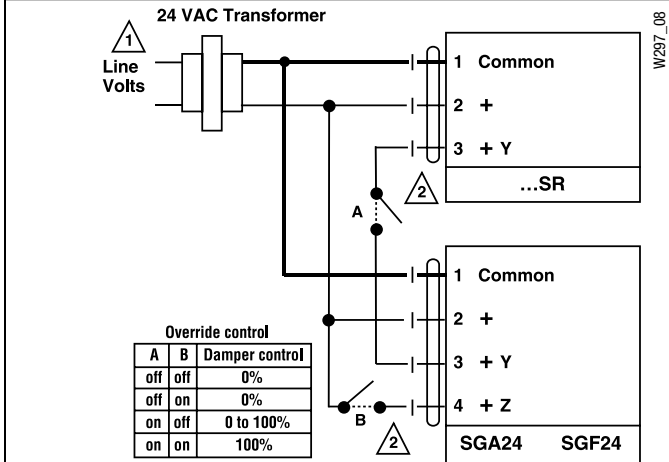 24 VAC Transformer
W297_08
1
Line
Volts
1 Common
2 +
3 + Y
2
...SR
A
1 Common
2 +
3 + Y
4 + Z
B
2
SGA24 SGF24
Override control
A B Damper control
off off 0%
off on 0%
on off 0 to 100%
on on 100%